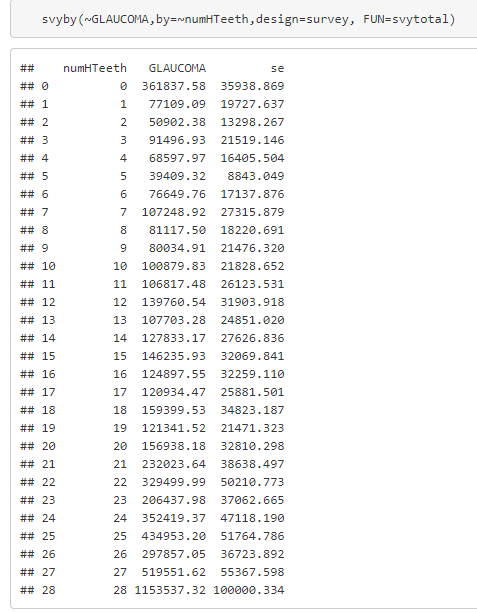 svyby(~GLAUCOMA,by=~numHTeeth,design=survey, FUN=svytotal)
##    numHTeeth   GLAUCOMA         se
## 0          0  361837.58  35938.869
## 1          1   77109.09  19727.637
## 2          2   50902.38  13298.267
## 3          3   91496.93  21519.146
## 4          4   68597.97  16405.504
## 5          5   39409.32   8843.049
## 6          6   76649.76  17137.876
## 7          7  107248.92  27315.879
## 8          8   81117.50  18220.691
## 9          9   80034.91  21476.320
## 10        10  100879.83  21828.652
## 11        11  106817.48  26123.531
## 12        12  139760.54  31903.918
## 13        13  107703.28  24851.020
## 14        14  127833.17  27626.836
## 15        15  146235.93  32069.841
## 16        16  124897.55  32259.110
## 17        17  120934.47  25881.501
## 18        18  159399.53  34823.187
## 19        19  121341.52  21471.323
## 20        20  156938.18  32810.298
## 21        21  232023.64  38638.497
## 22        22  329499.99  50210.773
## 23        23  206437.98  37062.665
## 24        24  352419.37  47118.190
## 25        25  434953.20  51764.786
## 26        26  297857.05  36723.892
## 27        27  519551.62  55367.598
## 28        28 1153537.32 100000.334